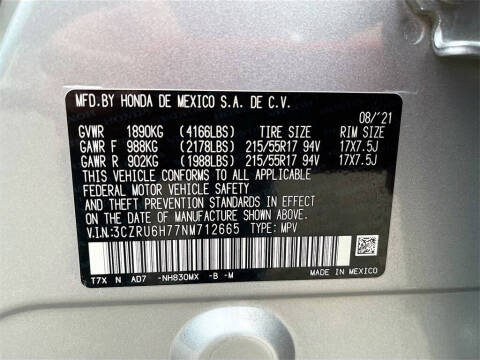 MFD.BY HONDA DE MEXICO S.A. DE C.V.
08/'21
GVWR 1890KG (4166LBS) TIRE SIZE RIM SIZE
GAWR F 988KG (2178LBS) 215/55R17 94V 17X7.5J
GAWR R 902KG (1988LBS) 215/55R17 94V 17X7.5J
THIS VEHICLE CONFORMS TO ALL APPLICABLE
FEDERAL MOTOR VEHICLE SAFETY
AND THEFT PREVENTION STANDARDS IN EFFECT
ON THE DATE OF MANUFACTURE SHOWN ABOVE.
V.I.N:3CZRU6H77NM712665 TYPE: MPV
T7X N AD7 -NH830MX -B -M
MADE IN MEXICO